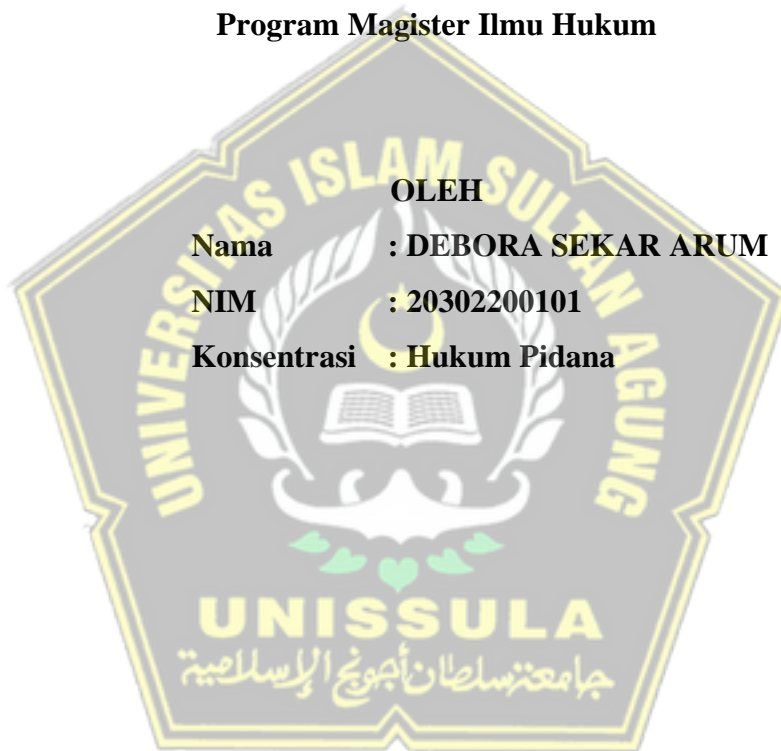 Program Magister Ilmu Hukum
UNIVERSITAS ISLAM SULTAN AGUNG
OLEH
Nama : DEBORA SEKAR ARUM
NIM : 20302200101
Konsentrasi : Hukum Pidana
UNISSULA
جامعة سلطان أجونج الإسلامية